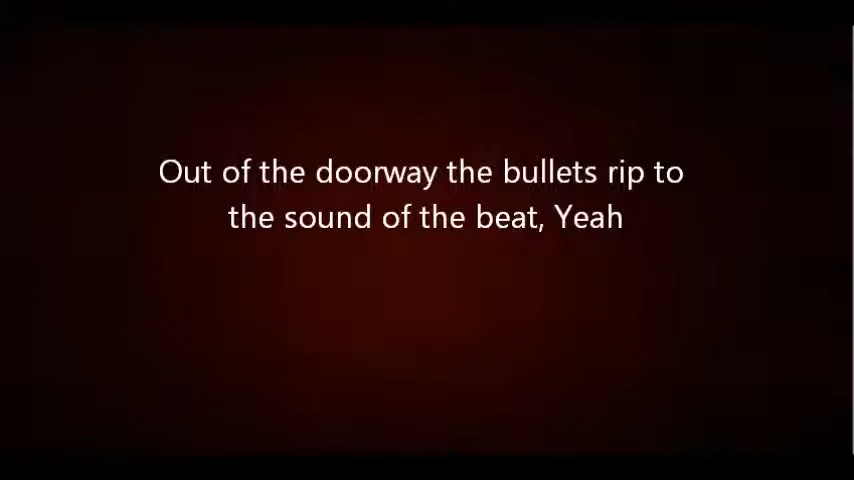 Out of the doorway the bullets rip to
the sound of the beat, Yeah